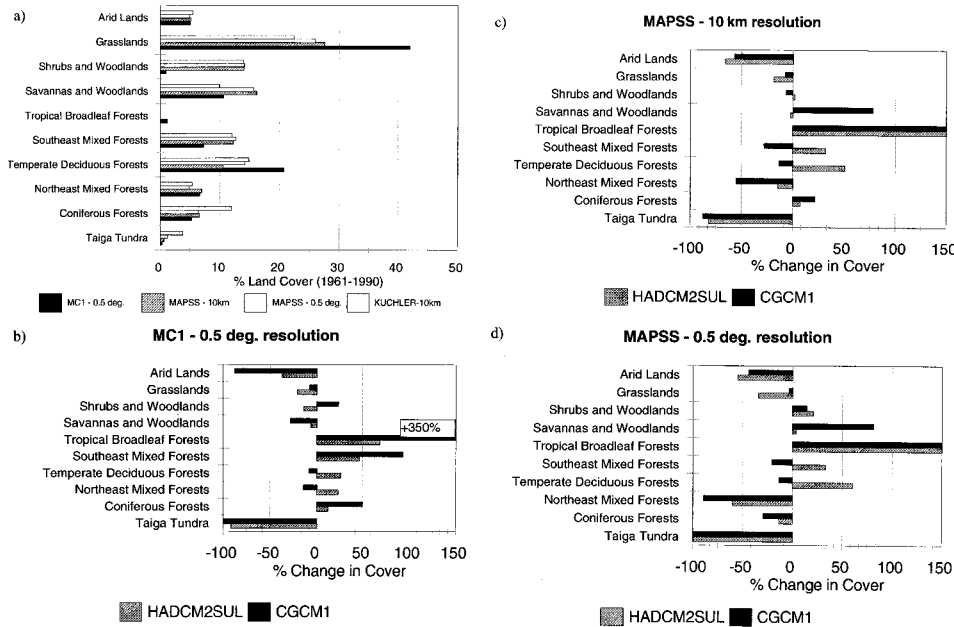 a)
Arid Lands
Grasslands
Shrubs and Woodlands
Savannas and Woodlands
Tropical Broadleaf Forests
Southeast Mixed Forests
Temperate Deciduous Forests
Northeast Mixed Forests
Coniferous Forests
Taiga Tundra
0 10 20 30 40 50
% Land Cover (1961-1990)
MC1 - 0.5 deg. MAPSS - 10km MAPSS - 0.5 deg. KUCHLER-10km
b)
MC1 - 0.5 deg. resolution
Arid Lands
Grasslands
Shrubs and Woodlands
Savannas and Woodlands
+350%
Tropical Broadleaf Forests
Southeast Mixed Forests
Temperate Deciduous Forests
Northeast Mixed Forests
Coniferous Forests
Taiga Tundra
-100 -50 0 50 100 150
% Change in Cover
HADCM2SUL CGCM1
c)
MAPSS - 10 km resolution
Arid Lands
Grasslands
Shrubs and Woodlands
Savannas and Woodlands
Tropical Broadleaf Forests
Southeast Mixed Forests
Temperate Deciduous Forests
Northeast Mixed Forests
Coniferous Forests
Taiga Tundra
-100 -50 0 50 100 150
% Change in Cover
HADCM2SUL CGCM1
d)
MAPSS - 0.5 deg. resolution
Arid Lands
Grasslands
Shrubs and Woodlands
Savannas and Woodlands
Tropical Broadleaf Forests
Southeast Mixed Forests
Temperate Deciduous Forests
Northeast Mixed Forests
Coniferous Forests
Taiga Tundra
-100 -50 0 50 100 150
% Change in Cover
HADCM2SUL CGCM1